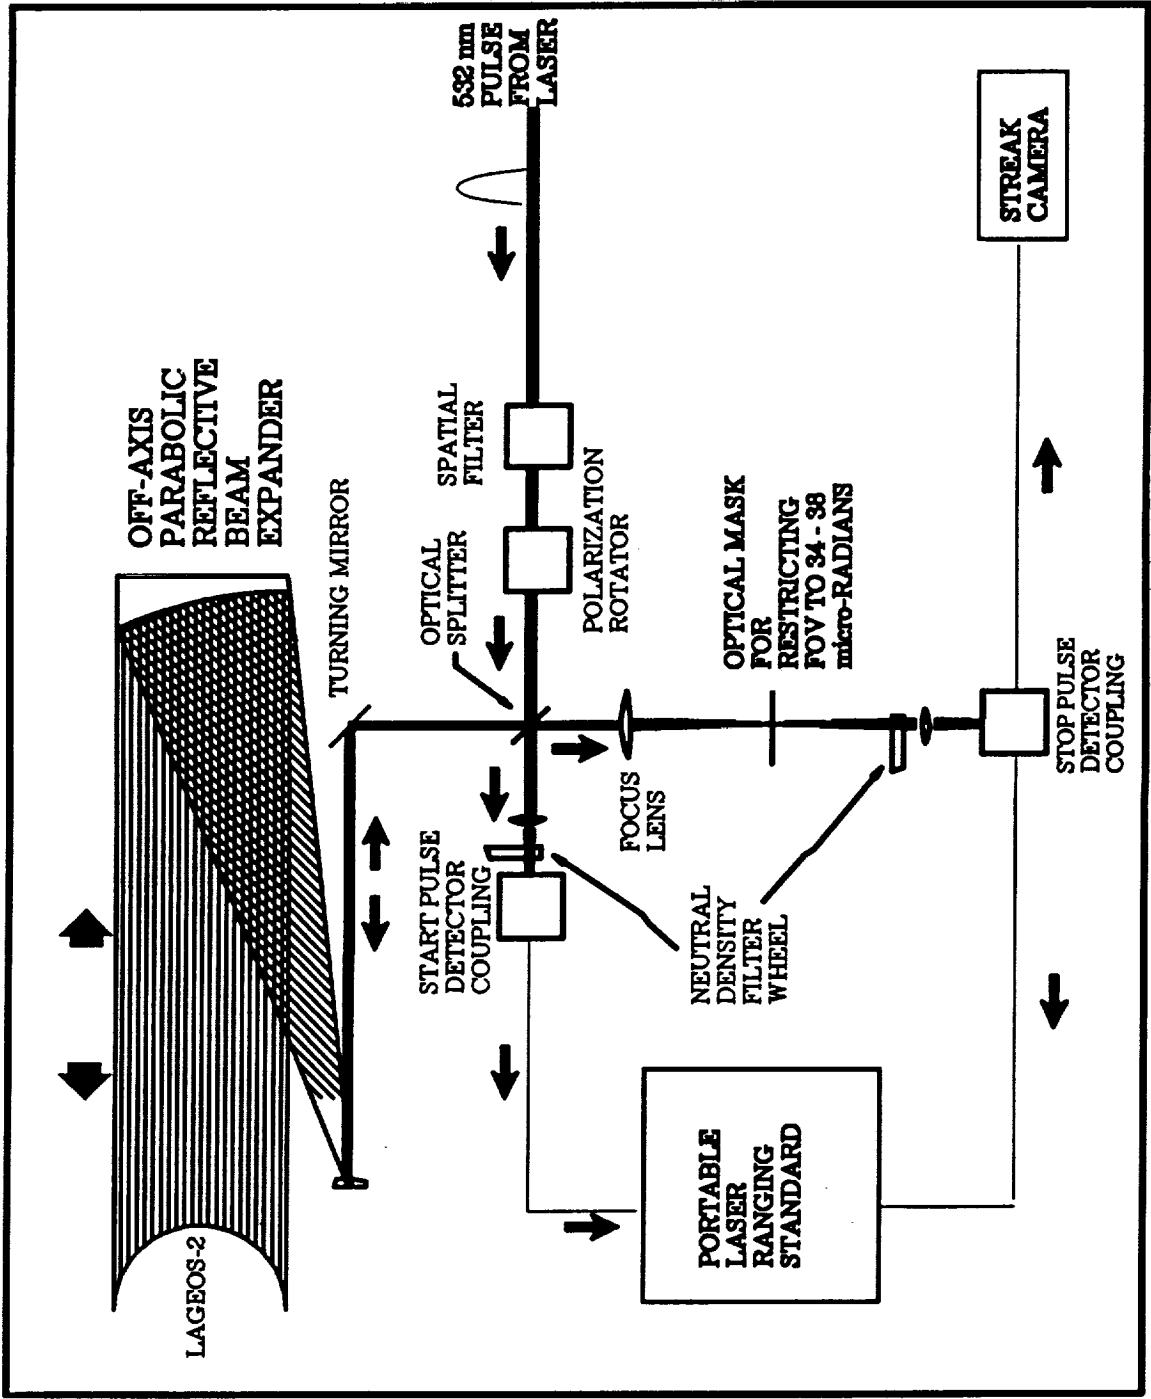 OFF-AXIS
PARABOLIC
REFLECTIVE
BEAM
EXPANDER
LAGEOS-2
TURNING MIRROR
532 nm
PULSE
FROM
LASER
SPATIAL
FILTER
OPTICAL
SPLITTER
START PULSE
DETECTOR
COUPLING
POLARIZATION
ROTATOR
FOCUS
LENS
OPTICAL MASK
FOR
RESTRICTING
FOV TO 34 - 38
micro-RADIANS
NEUTRAL
DENSITY
FILTER
WHEEL
PORTABLE
LASER
RANGING
STANDARD
STREAK
CAMERA
STOP PULSE
DETECTOR
COUPLING